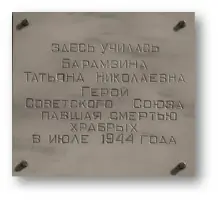 ЗДЕСЬ УЧИЛАСЬ
БАРАМЗИНА
ТАТЬЯНА НИКОЛАЕВНА
ГЕРОЙ
СОВЕТСКОГО СОЮЗА
ПАВШАЯ СМЕРТЬЮ
ХРАБРЫХ
В ИЮЛЕ 1944 ГОДА